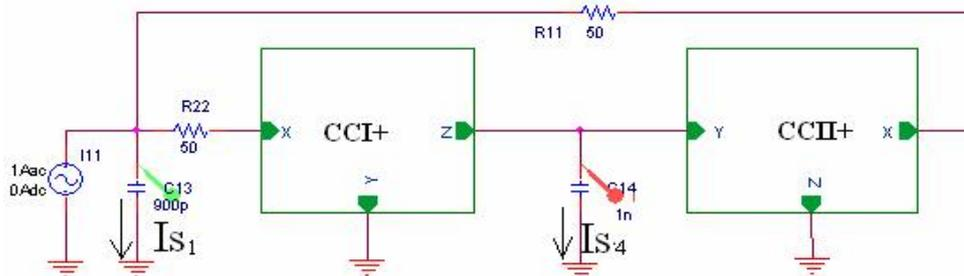 R11
50
R22
50
X
CCI+
Z
Y
Y
CCII+
X
Z
I11
1Aac
0Adc
C13
900p
Is1
C14
1n
Is4